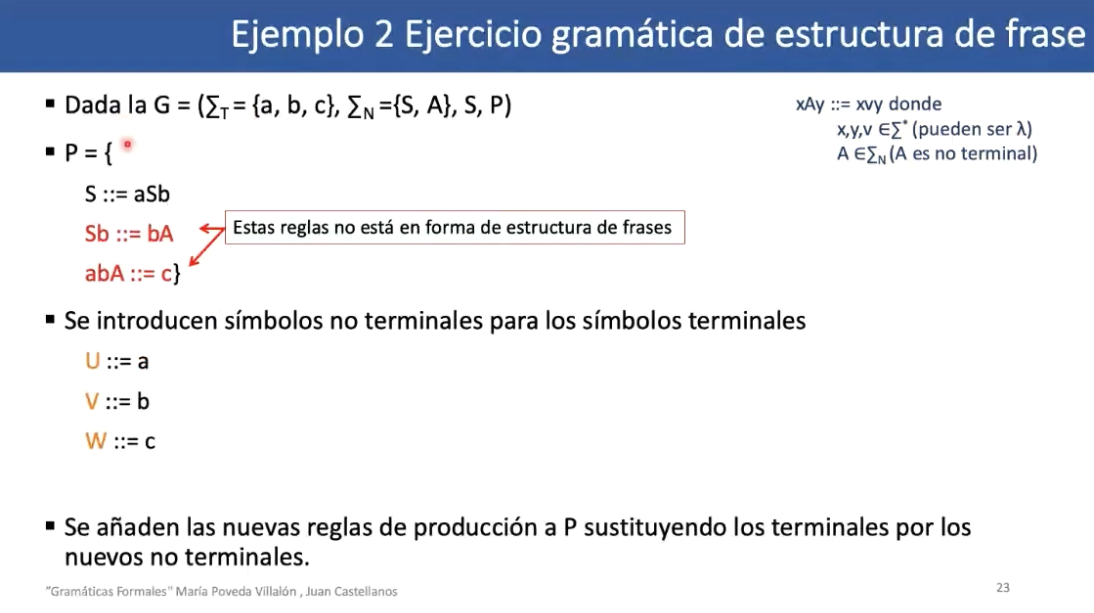 Ejemplo 2 Ejercicio gramática de estructura de frase
▪ Dada la G = (∑T = {a, b, c}, ∑N ={S, A}, S, P)
xAy ::= xvy donde
x,y,v ∈∑* (pueden ser λ)
A ∈∑N (A es no terminal)
▪ P = {
S ::= aSb
Sb ::= bA
Estas reglas no está en forma de estructura de frases
abA ::= c}
▪ Se introducen símbolos no terminales para los símbolos terminales
U ::= a
V ::= b
W ::= c
▪ Se añaden las nuevas reglas de producción a P sustituyendo los terminales por los
nuevos no terminales.
"Gramáticas Formales" María Poveda Villalón , Juan Castellanos
23